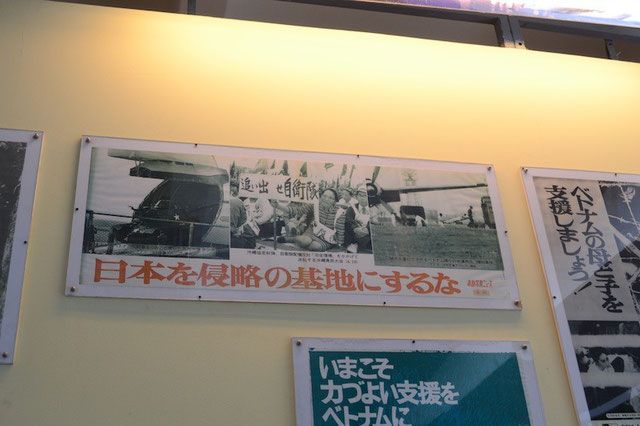 追い出せ自衛隊
日本を侵略の基地にするな
ベトナムの母と子を
支援しましょう!
いまこそ
力づよい支援を
ベトナムに